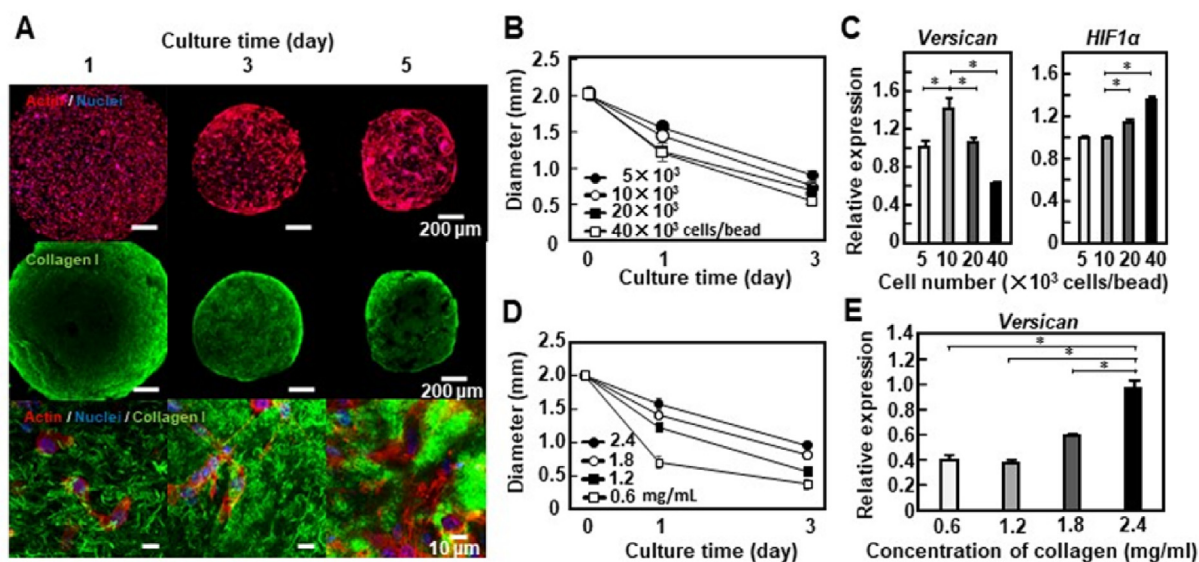 A
Culture time (day)
1 3 5
Actin / Nuclei
200 µm
Collagen I
200 µm
Actin / Nuclei / Collagen I
10 µm
B
Diameter (mm)
2.5
2.0
1.5
1.0
0.5
0
5×10³
10×10³
20×10³
40×10³ cells/bead
0 1 3
Culture time (day)
C
Versican HIF1α
Relative expression
1.6
1.2
0.8
0.4
0
1.6
1.2
0.8
0.4
0
* * *
* *
5 10 20 40 5 10 20 40
Cell number (×10³ cells/bead)
D
Diameter (mm)
2.5
2.0
1.5
1.0
0.5
0
2.4
1.8
1.2
0.6 mg/mL
0 1 3
Culture time (day)
E
Versican
Relative expression
1.4
1.2
1.0
0.8
0.6
0.4
0.2
0
*
*
*
0.6 1.2 1.8 2.4
Concentration of collagen (mg/ml)